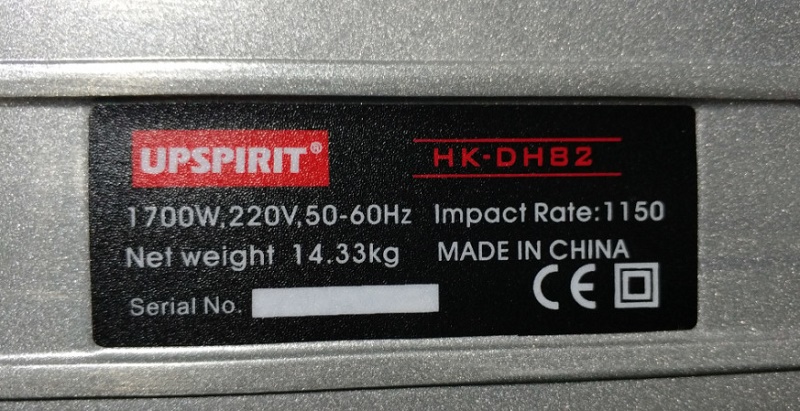 UPSPIRIT® HK-DH82
1700W,220V,50-60Hz Impact Rate:1150
Net weight 14.33kg MADE IN CHINA
Serial No. CE